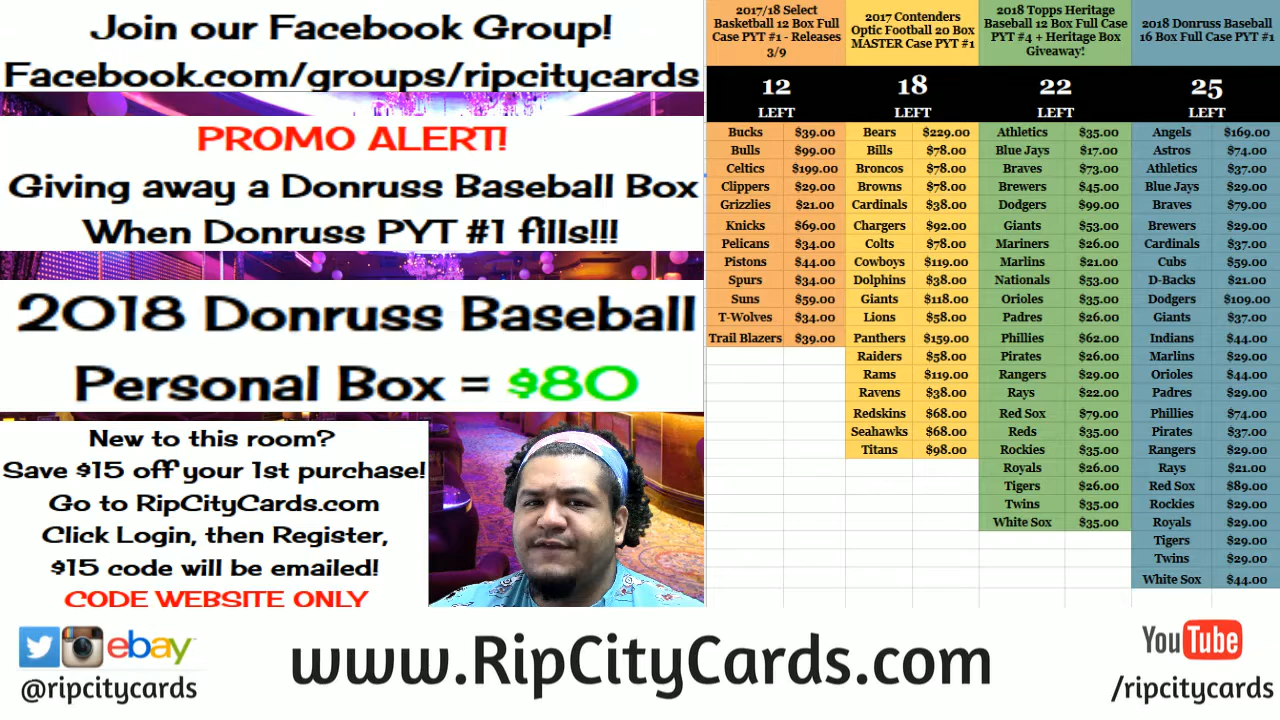 Join our Facebook Group!
Facebook.com/groups/ripcitycards
PROMO ALERT!
Giving away a Donruss Baseball Box
When Donruss PYT #1 fills!!!
2018 Donruss Baseball
Personal Box = $80
New to this room?
Save $15 off your 1st purchase!
Go to RipCityCards.com
Click Login, then Register,
$15 code will be emailed!
CODE WEBSITE ONLY
2017/18 Select
Basketball 12 Box Full
Case PYT #1 - Releases
3/9
12
LEFT
Bucks $39.00
Bulls $99.00
Celtics $199.00
Clippers $29.00
Grizzlies $21.00
Knicks $69.00
Pelicans $34.00
Pistons $44.00
Spurs $34.00
Suns $59.00
T-Wolves $34.00
Trail Blazers $39.00
2017 Contenders
Optic Football 20 Box
MASTER Case PYT #1
18
LEFT
Bears $229.00
Bills $78.00
Broncos $78.00
Browns $78.00
Cardinals $38.00
Chargers $92.00
Colts $78.00
Cowboys $119.00
Dolphins $38.00
Giants $118.00
Lions $58.00
Panthers $159.00
Raiders $58.00
Rams $119.00
Ravens $38.00
Redskins $68.00
Seahawks $68.00
Titans $98.00
2018 Topps Heritage
Baseball 12 Box Full Case
PYT #4 + Heritage Box
Giveaway!
22
LEFT
Athletics $35.00
Blue Jays $17.00
Braves $73.00
Brewers $45.00
Dodgers $99.00
Giants $53.00
Mariners $26.00
Marlins $21.00
Nationals $53.00
Orioles $35.00
Padres $26.00
Phillies $62.00
Pirates $26.00
Rangers $29.00
Rays $22.00
Red Sox $79.00
Reds $35.00
Rockies $35.00
Royals $26.00
Tigers $26.00
Twins $35.00
White Sox $35.00
2018 Donruss Baseball
16 Box Full Case PYT #1
25
LEFT
Angels $169.00
Astros $74.00
Athletics $37.00
Blue Jays $29.00
Braves $79.00
Brewers $29.00
Cardinals $37.00
Cubs $59.00
D-Backs $21.00
Dodgers $109.00
Giants $37.00
Indians $44.00
Marlins $29.00
Orioles $44.00
Padres $29.00
Phillies $74.00
Pirates $37.00
Rangers $29.00
Rays $21.00
Red Sox $89.00
Rockies $29.00
Royals $29.00
Tigers $29.00
Twins $29.00
White Sox $44.00
ebay
@ripcitycards
www.RipCityCards.com
YouTube
/ripcitycards